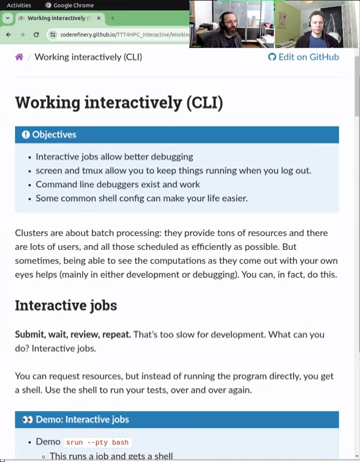 Activities
Google Chrome
Working interactively (C
coderefinery.github.io/TTT4HPC_Interactive/Working
/ Working interactively (CLI)
Edit on GitHub
Working interactively (CLI)
Objectives
• Interactive jobs allow better debugging
• screen and tmux allow you to keep things running when you log out.
• Command line debuggers exist and work
• Some common shell config can make your life easier.
Clusters are about batch processing: they provide tons of resources and there
are lots of users, and all those scheduled as efficiently as possible. But
sometimes, being able to see the computations as they come out with your own
eyes helps (mainly in either development or debugging). You can, in fact, do this.
Interactive jobs
Submit, wait, review, repeat. That's too slow for development. What can you
do? Interactive jobs.
You can request resources, but instead of running the program directly, you get
a shell. Use the shell to run your tests, over and over again.
Demo: Interactive jobs
• Demo srun --pty bash
◦ This runs a job and gets a shell